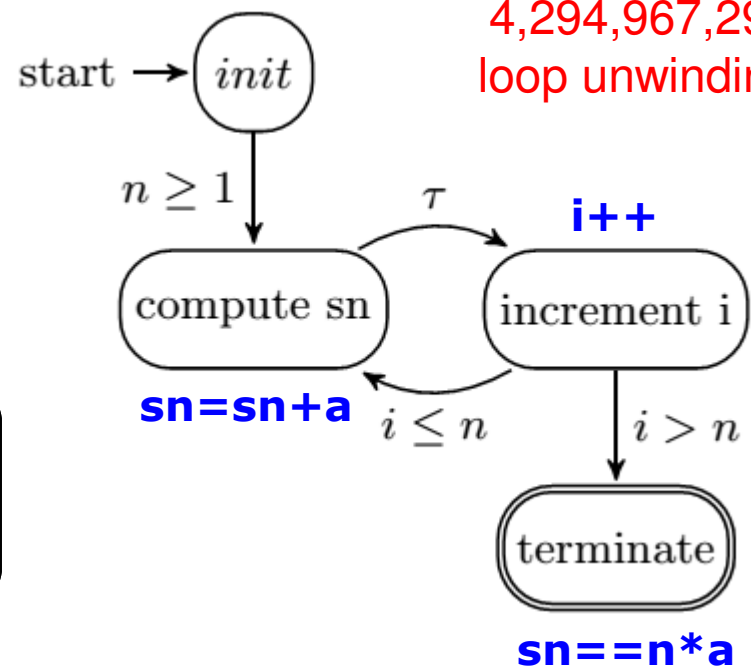 4,294,967,29
loop unwindin
start
init
n ≥ 1
τ
i++
compute sn
increment i
sn=sn+a
i ≤ n
i > n
terminate
sn==n*a